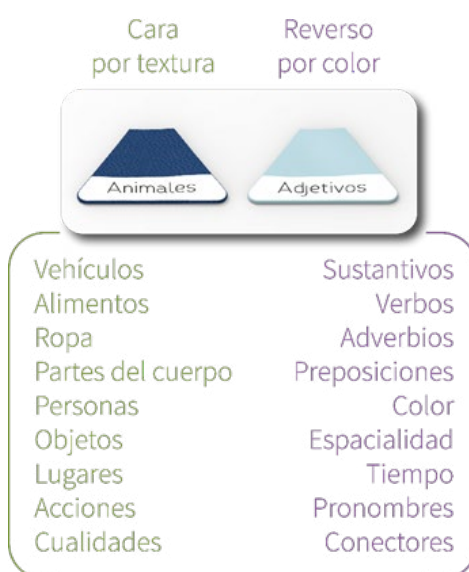 Cara
por textura
Reverso
por color
Animales
Adjetivos
Vehículos
Alimentos
Ropa
Partes del cuerpo
Personas
Objetos
Lugares
Acciones
Cualidades
Sustantivos
Verbos
Adverbios
Preposiciones
Color
Espacialidad
Tiempo
Pronombres
Conectores